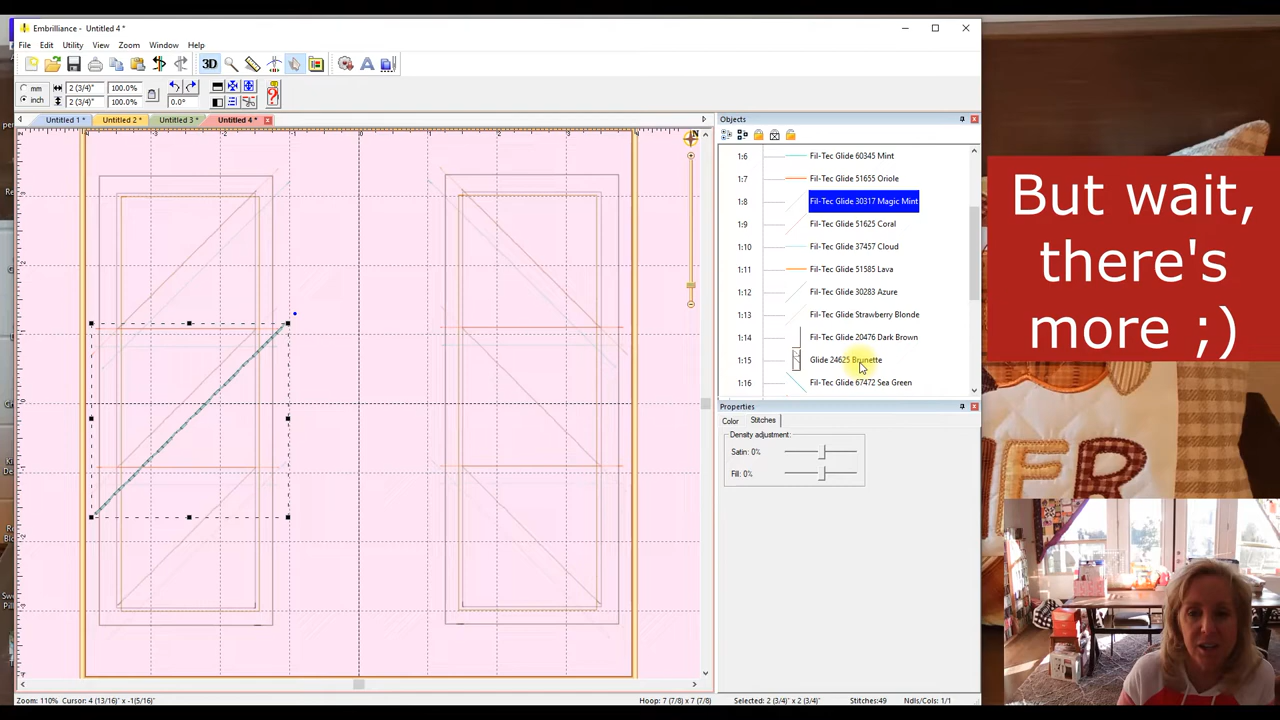 Embrilliance - Untitled 4 *
File Edit Utility View Zoom Window Help
3D
mm 2 (3/4)" 100.0%
inch 2 (3/4)" 100.0% 0.0°
Untitled 1 * Untitled 2 * Untitled 3 * Untitled 4 *
Objects
1:6 Fil-Tec Glide 60345 Mint
1:7 Fil-Tec Glide 51655 Oriole
1:8 Fil-Tec Glide 30317 Magic Mint
1:9 Fil-Tec Glide 51625 Coral
1:10 Fil-Tec Glide 37457 Cloud
1:11 Fil-Tec Glide 51585 Lava
1:12 Fil-Tec Glide 30283 Azure
1:13 Fil-Tec Glide Strawberry Blonde
1:14 Fil-Tec Glide 20476 Dark Brown
1:15 Glide 24625 Brunette
1:16 Fil-Tec Glide 67472 Sea Green
Properties
Color Stitches
Density adjustment:
Satin: 0%
Fill: 0%
Zoom: 110% Cursor: 4 (13/16)" x -1(5/16)" Hoop: 7 (7/8) x 7 (7/8) Selected: 2 (3/4)" x 2 (3/4)" Stitches:49 Ndls/Cols: 1/1
But wait,
there's
more ;)